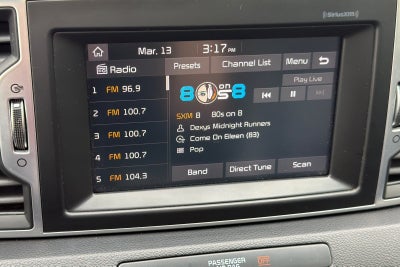 SiriusXM
Mar. 13 3:17 PM
Radio Presets Channel List Menu
Play Live
1 FM 96.9
2 FM 100.7
3 FM 100.7
4 FM 100.7
5 FM 104.3
80s on 8
SXM 8 80s on 8
Dexys Midnight Runners
Come On Eileen (83)
Pop
Band Direct Tune Scan
PASSENGER